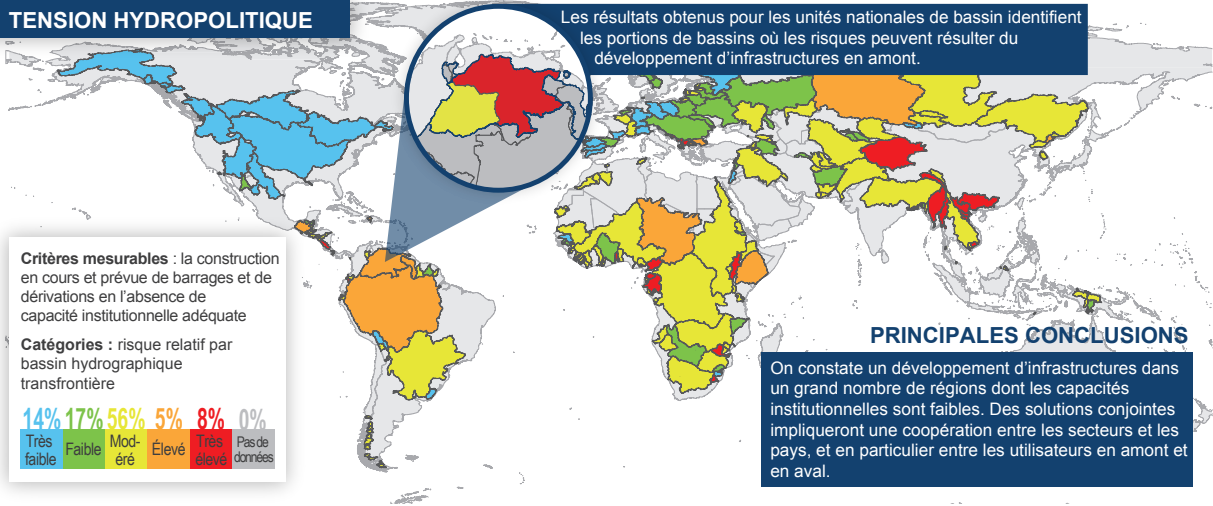 TENSION HYDROPOLITIQUE
Les résultats obtenus pour les unités nationales de bassin identifient
les portions de bassins où les risques peuvent résulter du
développement d'infrastructures en amont.
Critères mesurables : la construction
en cours et prévue de barrages et de
dérivations en l'absence de
capacité institutionnelle adéquate
Catégories : risque relatif par
bassin hydrographique
transfrontière
14% 17% 56% 5% 8% 0%
Très faible Faible Mod-éré Élevé Très élevé Pas de données
PRINCIPALES CONCLUSIONS
On constate un développement d'infrastructures dans
un grand nombre de régions dont les capacités
institutionnelles sont faibles. Des solutions conjointes
impliqueront une coopération entre les secteurs et les
pays, et en particulier entre les utilisateurs en amont et
en aval.